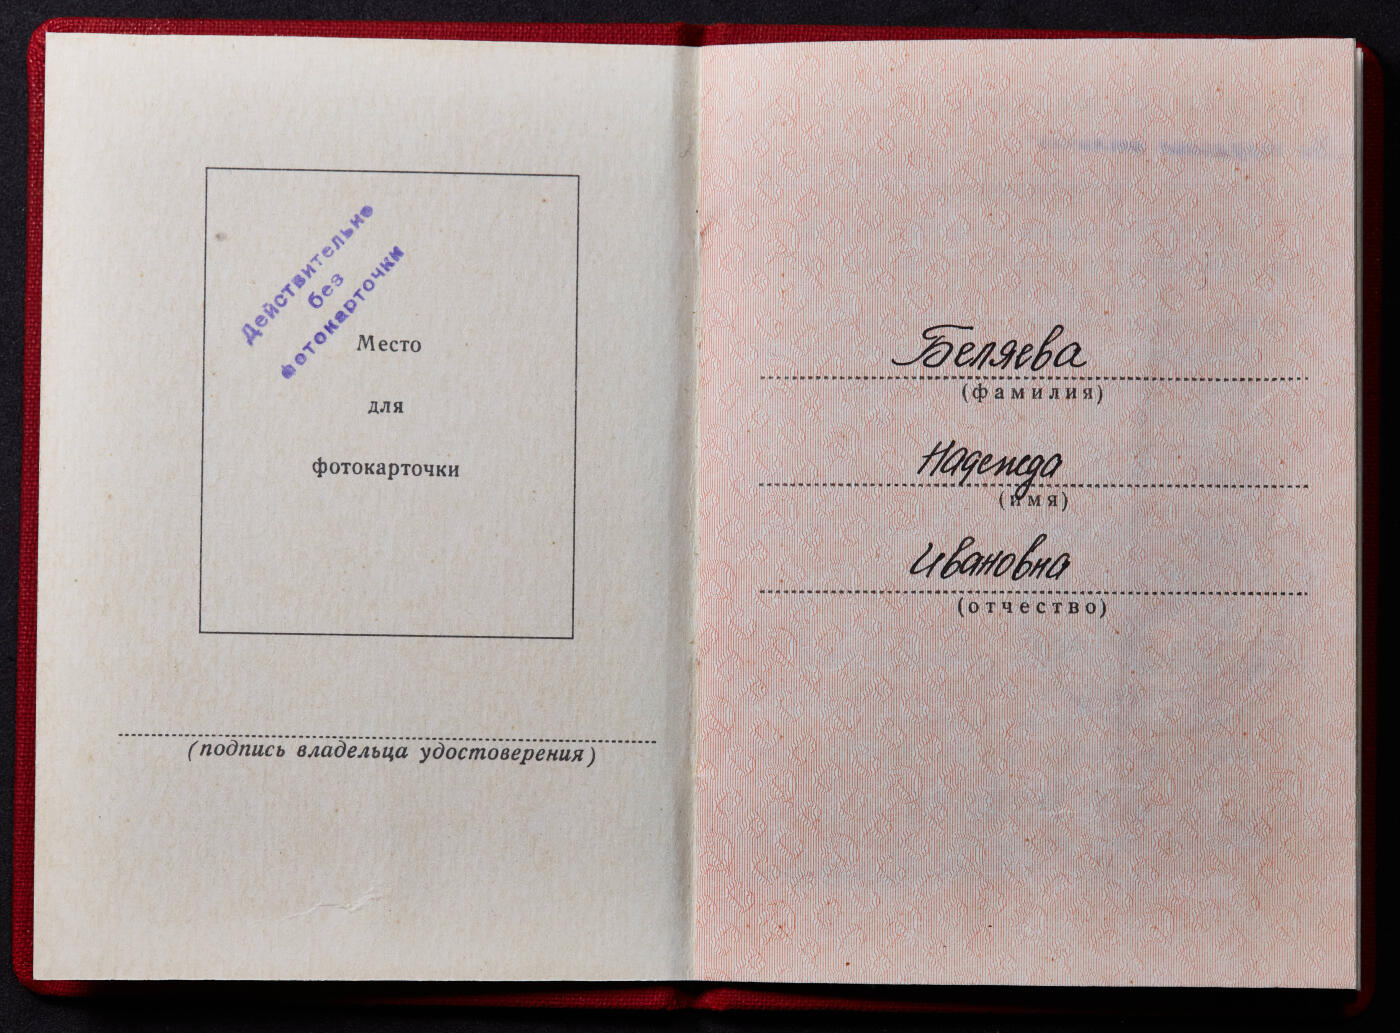 Действительно
без
фотокарточки
Место
для
фотокарточки
(подпись владельца удостоверения)
Беляева
(фамилия)
Надежда
(имя)
Ивановна
(отчество)